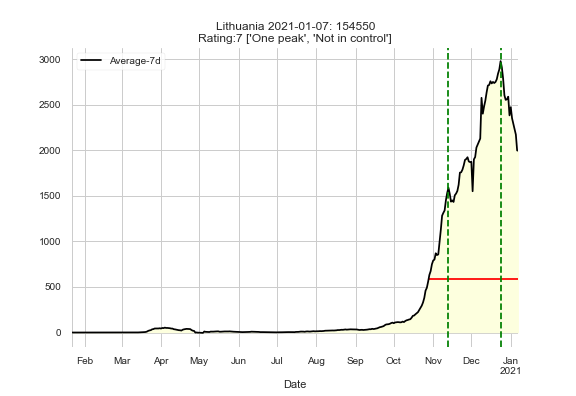 Lithuania 2021-01-07: 154550
Rating:7 ['One peak', 'Not in control']
Average-7d
3000
2500
2000
1500
1000
500
0
Feb Mar Apr May Jun Jul Aug Sep Oct Nov Dec Jan
2021
Date